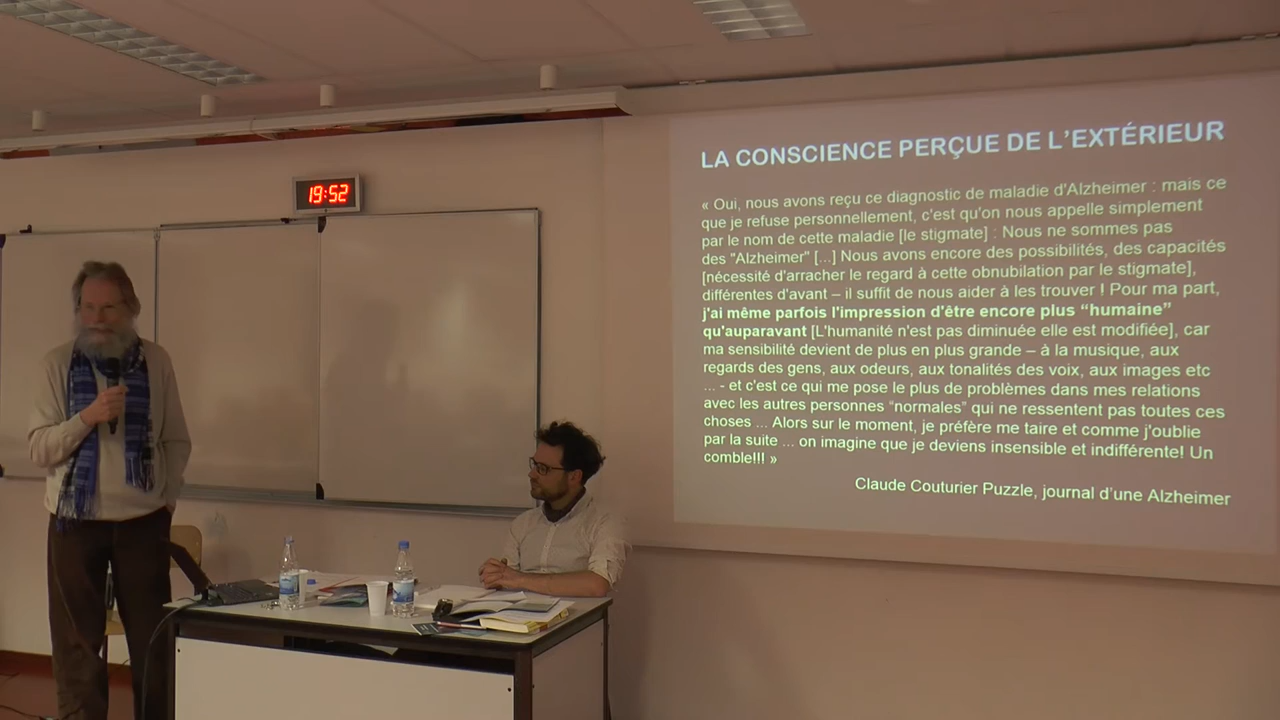 19:52
LA CONSCIENCE PERÇUE DE L'EXTÉRIEUR
« Oui, nous avons reçu ce diagnostic de maladie d'Alzheimer : mais ce
que je refuse personnellement, c'est qu'on nous appelle simplement
par le nom de cette maladie [le stigmate] : Nous ne sommes pas
des "Alzheimer" [...] Nous avons encore des possibilités, des capacités
[nécessité d'arracher le regard à cette obnubilation par le stigmate],
différentes d'avant – il suffit de nous aider à les trouver ! Pour ma part,
j'ai même parfois l'impression d'être encore plus “humaine”
qu'auparavant [L'humanité n'est pas diminuée elle est modifiée], car
ma sensibilité devient de plus en plus grande – à la musique, aux
regards des gens, aux odeurs, aux tonalités des voix, aux images etc
... - et c'est ce qui me pose le plus de problèmes dans mes relations
avec les autres personnes “normales” qui ne ressentent pas toutes ces
choses ... Alors sur le moment, je préfère me taire et comme j'oublie
par la suite ... on imagine que je deviens insensible et indifférente! Un
comble!!! »
Claude Couturier Puzzle, journal d'une Alzheimer